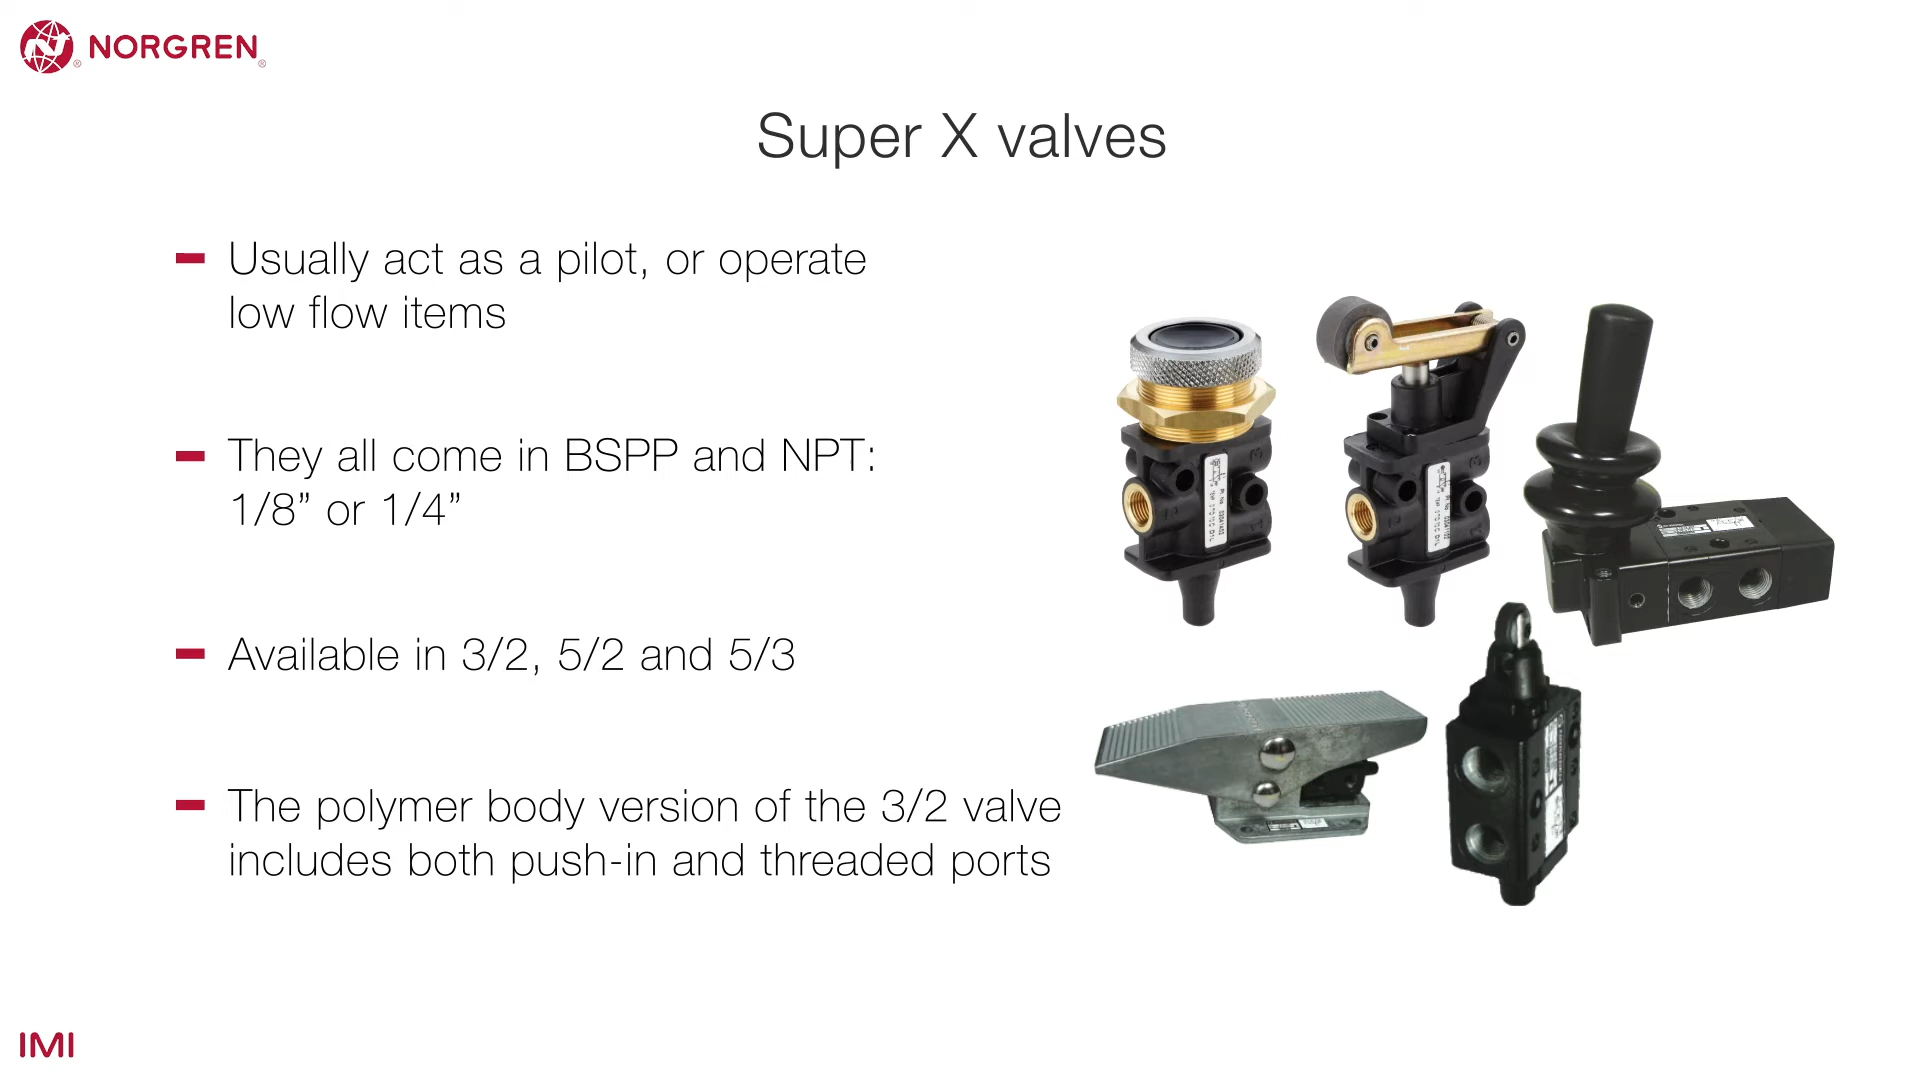 NORGREN
Super X valves
Usually act as a pilot, or operate
low flow items
They all come in BSPP and NPT:
1/8” or 1/4”
Available in 3/2, 5/2 and 5/3
The polymer body version of the 3/2 valve
includes both push-in and threaded ports
IMI